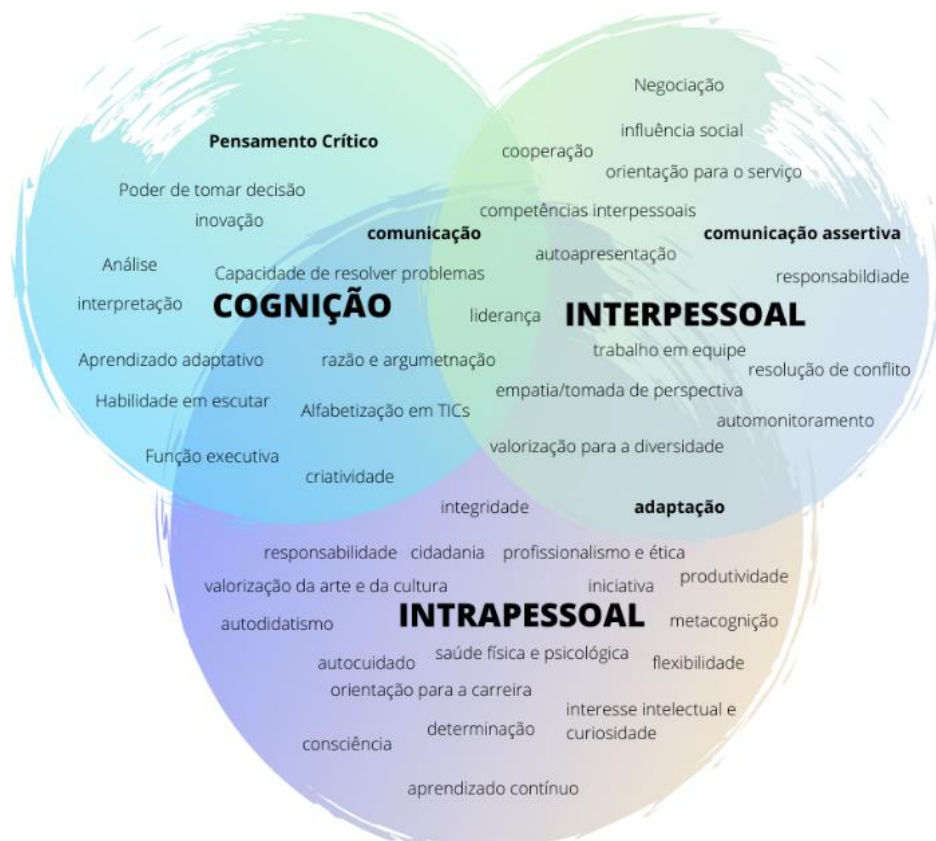 Negociação
influência social
Pensamento Crítico
cooperação
orientação para o serviço
Poder de tomar decisão
competências interpessoais
inovação
comunicação
comunicação assertiva
autoapresentação
Análise
Capacidade de resolver problemas
responsabildiade
interpretação
COGNIÇÃO
liderança
INTERPESSOAL
trabalho em equipe
Aprendizado adaptativo
razão e argumetnação
resolução de conflito
empatia/tomada de perspectiva
Habilidade em escutar
Alfabetização em TICs
automonitoramento
valorização para a diversidade
Função executiva
criatividade
integridade
adaptação
responsabilidade
cidadania
profissionalismo e ética
valorização da arte e da cultura
iniciativa
produtividade
INTRAPESSOAL
autodidatismo
metacognição
autocuidado
saúde física e psicológica
flexibilidade
orientação para a carreira
interesse intelectual e
curiosidade
determinação
consciência
aprendizado contínuo